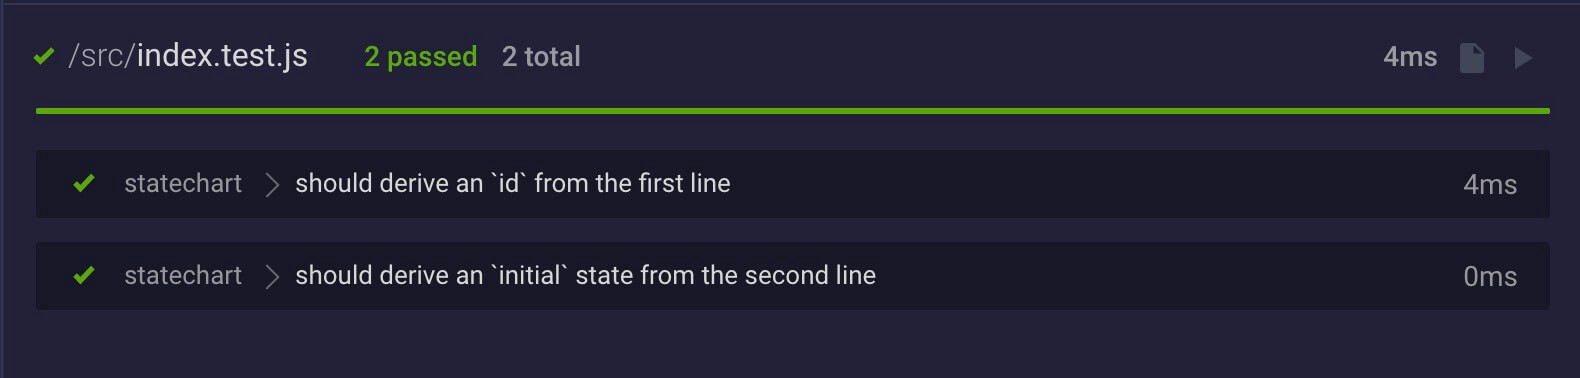 /src/index.test.js 2 passed 2 total 4ms
statechart should derive an `id` from the first line 4ms
statechart should derive an `initial` state from the second line 0ms